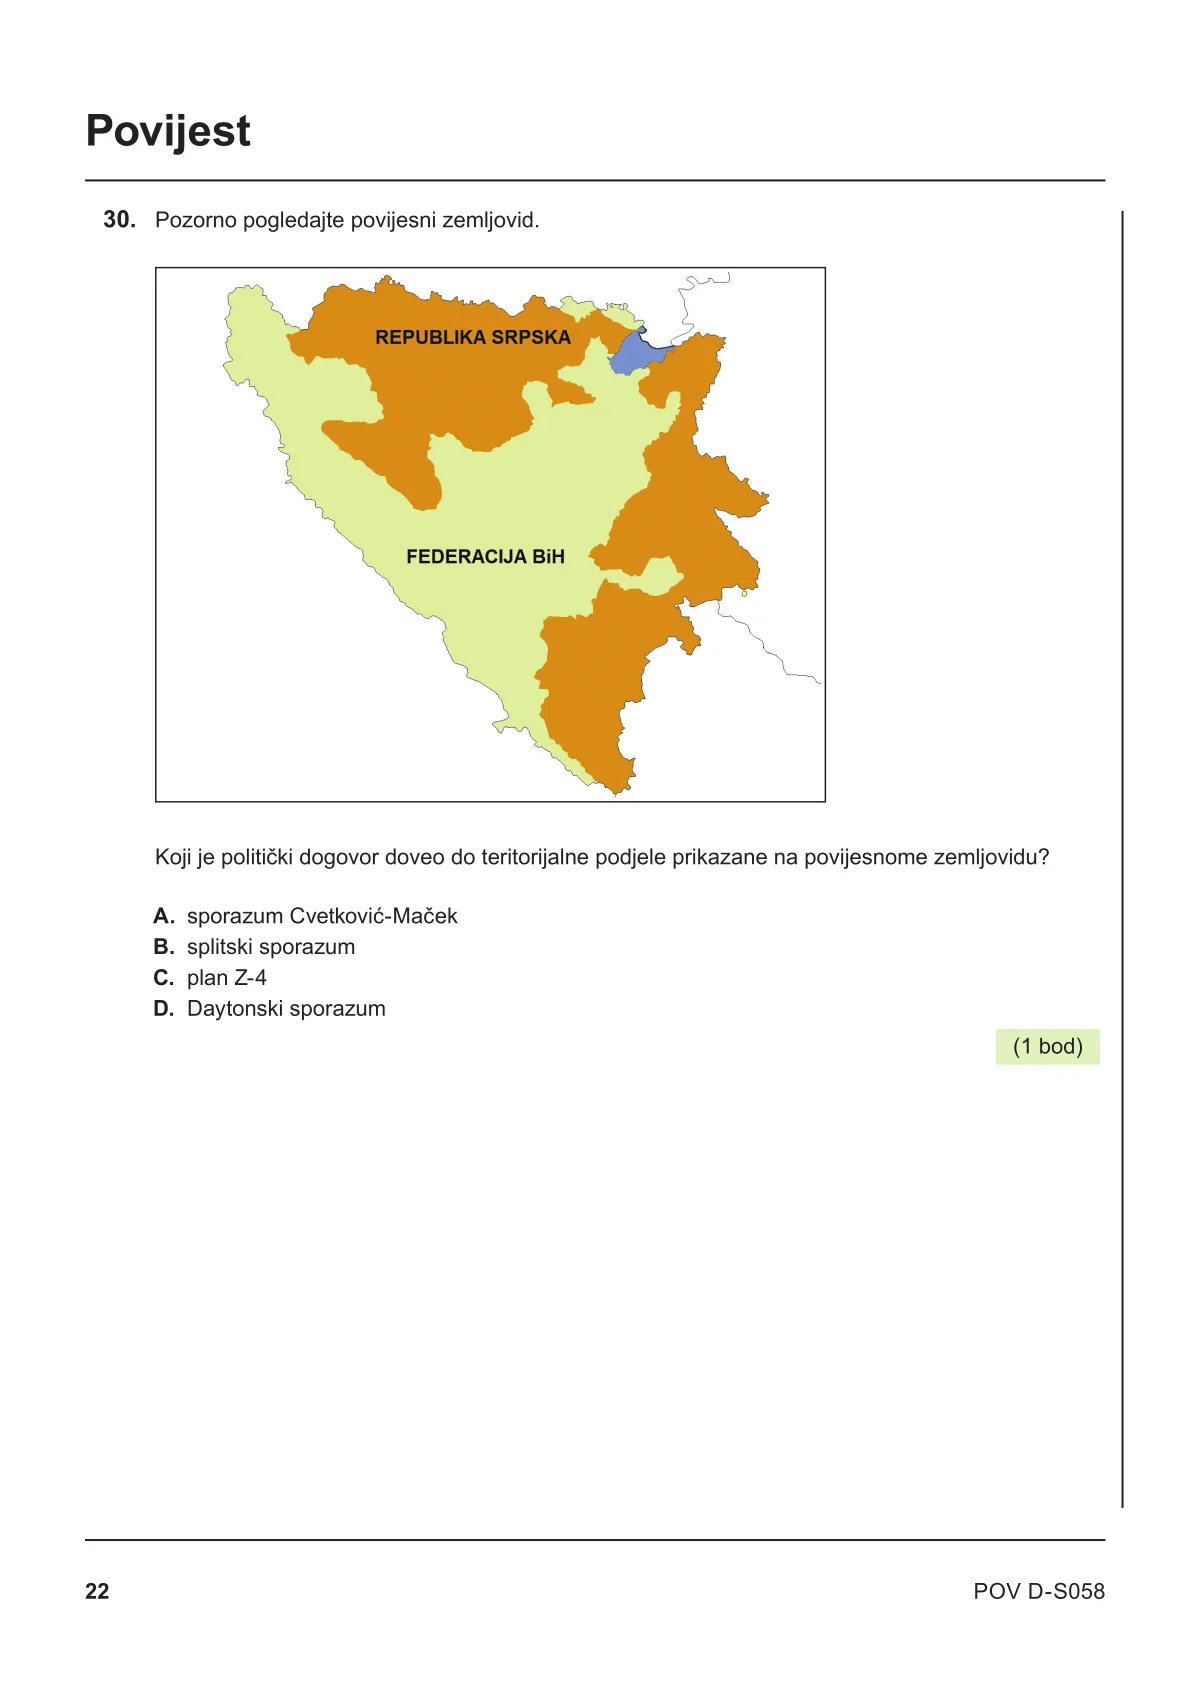 Povijest
30. Pozorno pogledajte povijesni zemljovid.
REPUBLIKA SRPSKA
FEDERACIJA BiH
Koji je politički dogovor doveo do teritorijalne podjele prikazane na povijesnome zemljovidu?
A. sporazum Cvetković-Maček
B. splitski sporazum
C. plan Z-4
D. Daytonski sporazum
(1 bod)
22
POV D-S058